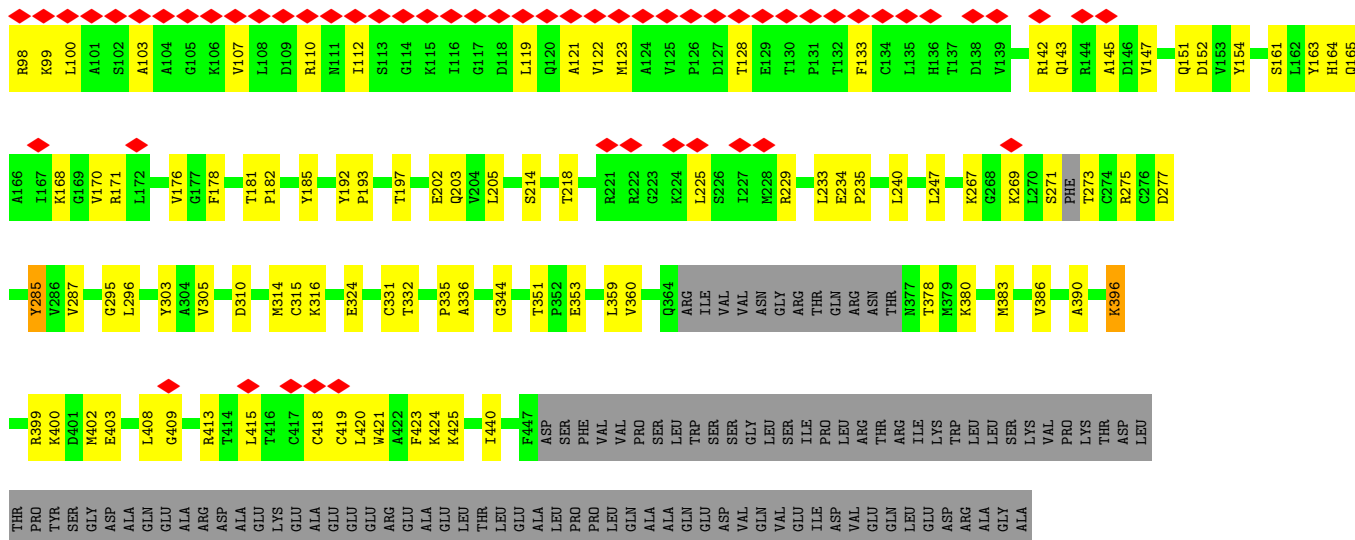 R98 K99 L100 A101 S102 A103 A104 G105 K106 V107 L108 D109 R110 N111 I112 S113 G114 K115 I116 G117 D118 L119 Q120 A121 V122 M123 A124 V125 P126 D127 T128 E129 T130 P131 T132 F133 C134 L135 H136 T137 D138 V139 R142 Q143 R144 A145 D146 V147 Q151 D152 V153 Y154 S161 L162 Y163 H164 Q165
A166 I167 K168 G169 V170 R171 L172 V176 G177 F178 T181 P182 Y185 Y192 P193 T197 E202 Q203 V204 L205 S214 T218 R221 R222 G223 K224 L225 S226 I227 M228 R229 L233 E234 P235 L240 L247 K267 G268 K269 L270 S271 PHE T273 C274 R275 C276 D277
Y285 V286 V287 G295 L296 Y303 A304 V305 D310 M314 C315 K316 E324 C331 T332 P335 A336 G344 T351 P352 E353 L359 V360 Q364 ARG ILE VAL VAL ASN GLY ARG THR GLN ARG ASN THR N377 T378 M379 K380 M383 V386 A390 K396
R399 K400 D401 M402 E403 L408 G409 R413 T414 L415 T416 C417 C418 C419 L420 W421 A422 F423 K424 K425 I440 F447 ASP SER PHE VAL VAL PRO SER LEU TRP SER SER GLY LEU SER ILE PRO LEU ARG THR ARG ILE LYS TRP LEU LEU SER LYS VAL PRO LYS THR ASP LEU
THR PRO TYR SER GLY ASP ALA GLN GLU ALA ARG ASP ALA GLU LYS GLU ALA GLU GLU GLU ARG GLU ALA GLU LEU THR LEU GLU ALA LEU PRO PRO LEU GLN ALA ALA GLN GLU ASP VAL GLN VAL GLU ILE ASP VAL GLU GLN LEU GLU ASP ARG ALA GLY ALA